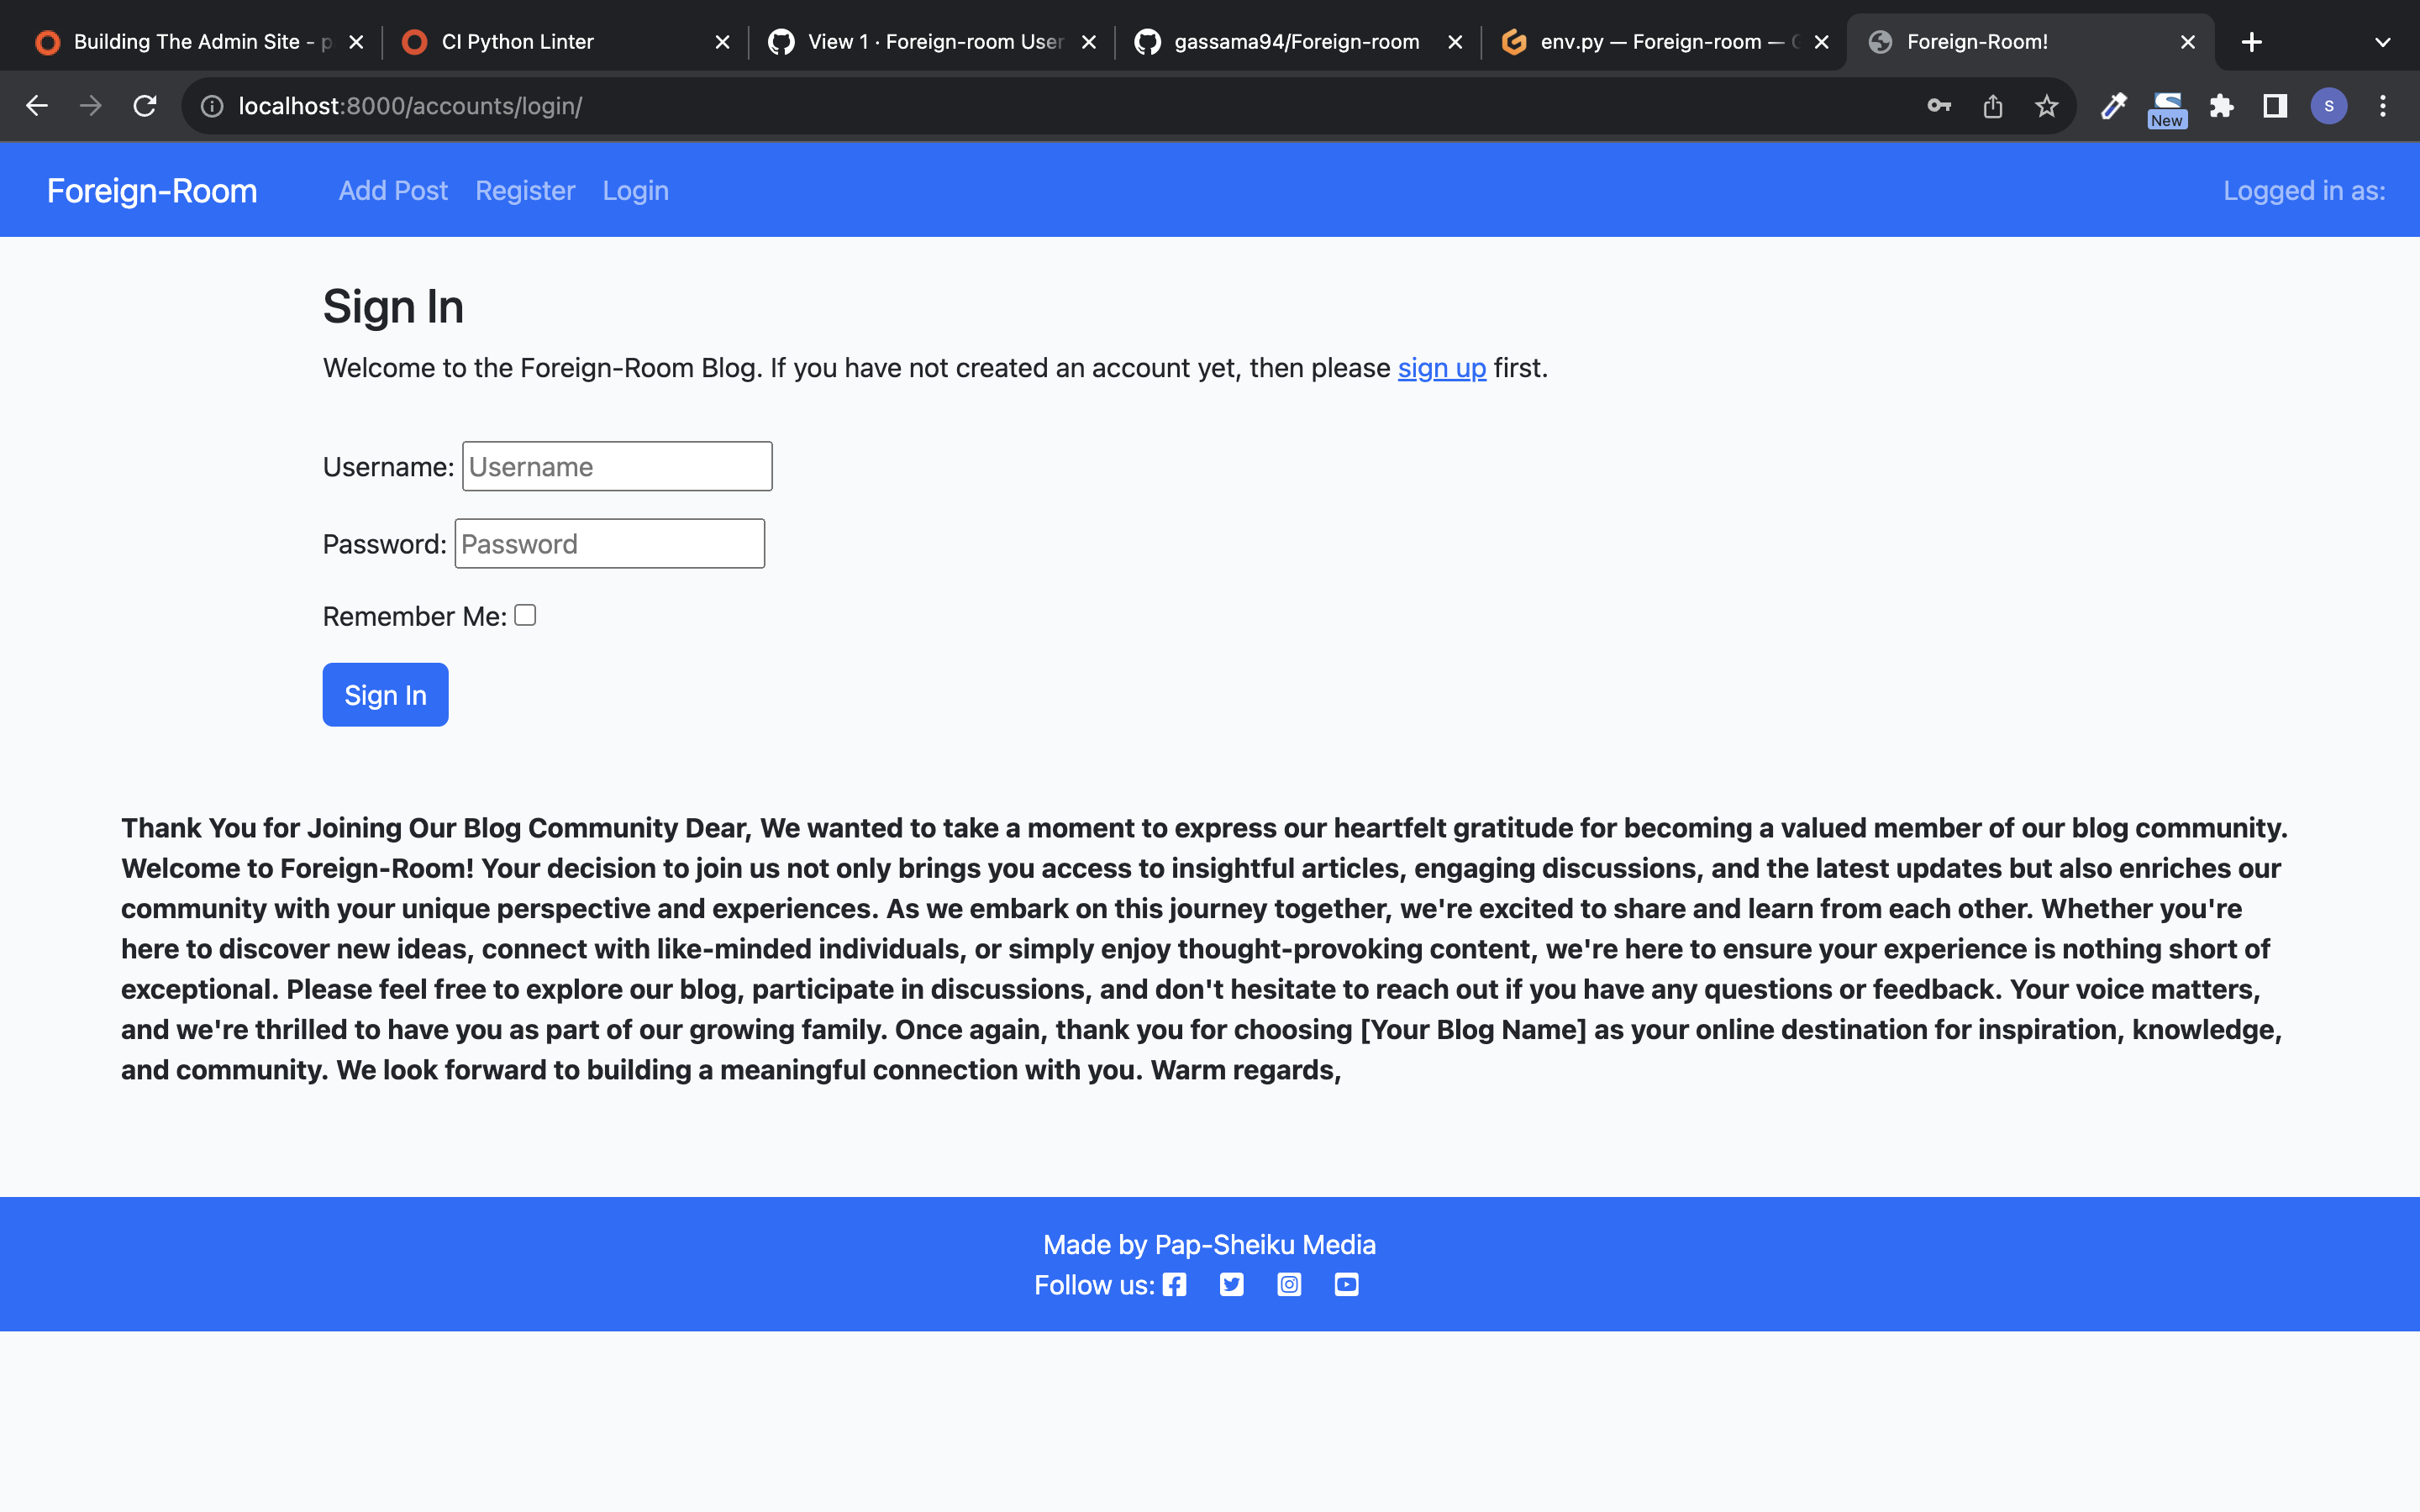 Building The Admin Site - p
CI Python Linter
View 1 · Foreign-room User
gassama94/Foreign-room
env.py — Foreign-room —
Foreign-Room!
localhost:8000/accounts/login/
New
S
Foreign-Room
Add Post
Register
Login
Logged in as:
Sign In
Welcome to the Foreign-Room Blog. If you have not created an account yet, then please sign up first.
Username: Username
Password: Password
Remember Me:
Sign In
Thank You for Joining Our Blog Community Dear, We wanted to take a moment to express our heartfelt gratitude for becoming a valued member of our blog community.
Welcome to Foreign-Room! Your decision to join us not only brings you access to insightful articles, engaging discussions, and the latest updates but also enriches our
community with your unique perspective and experiences. As we embark on this journey together, we're excited to share and learn from each other. Whether you're
here to discover new ideas, connect with like-minded individuals, or simply enjoy thought-provoking content, we're here to ensure your experience is nothing short of
exceptional. Please feel free to explore our blog, participate in discussions, and don't hesitate to reach out if you have any questions or feedback. Your voice matters,
and we're thrilled to have you as part of our growing family. Once again, thank you for choosing [Your Blog Name] as your online destination for inspiration, knowledge,
and community. We look forward to building a meaningful connection with you. Warm regards,
Made by Pap-Sheiku Media
Follow us: